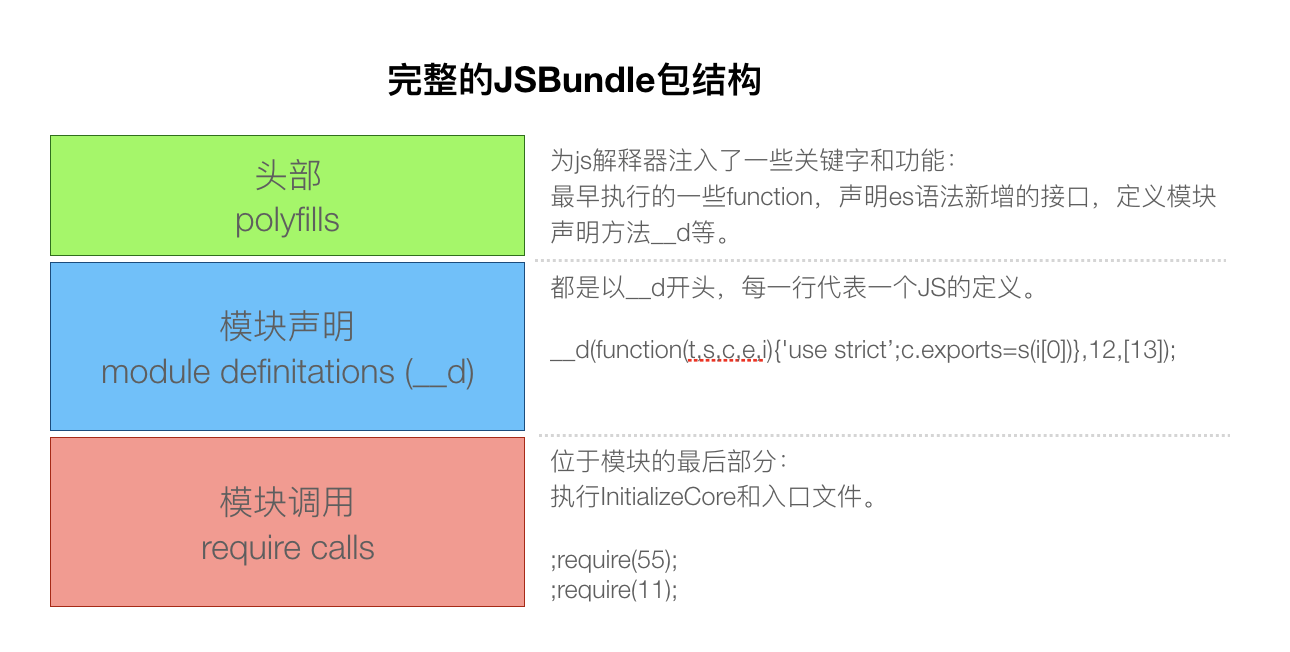 完整的JSBundle包结构
头部
polyfills
为js解释器注入了一些关键字和功能：
最早执行的一些function，声明es语法新增的接口，定义模块
声明方法__d等。
模块声明
module definitations (__d)
都是以__d开头，每一行代表一个JS的定义。
__d(function(t,s,c,e,i){'use strict’;c.exports=s(i[0])},12,[13]);
模块调用
require calls
位于模块的最后部分：
执行InitializeCore和入口文件。
;require(55);
;require(11);